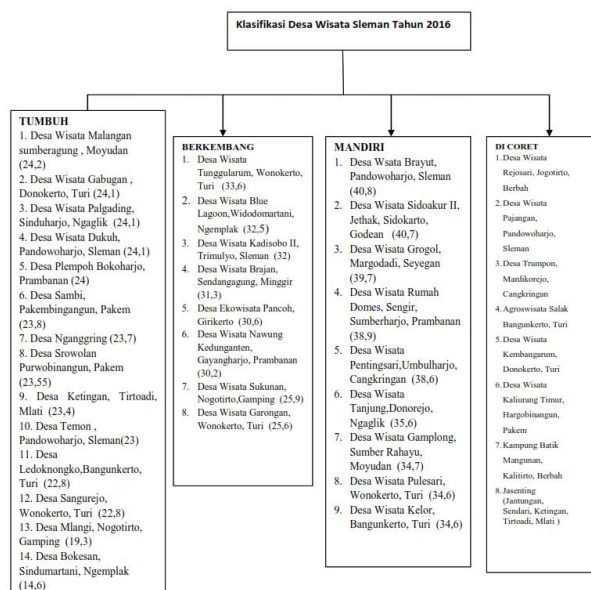 Klasifikasi Desa Wisata Sleman Tahun 2016
TUMBUH
1. Desa Wisata Malangan
sumberagung , Moyudan
(24,2)
2. Desa Wisata Gabugan ,
Donokerto, Turi (24,1)
3. Desa Wisata Palgading,
Sinduharjo, Ngaglik (24,1)
4. Desa Wisata Dukuh,
Pandowoharjo, Sleman (24,1)
5. Desa Plempoh Bokoharjo,
Prambanan (24)
6. Desa Sambi,
Pakembingangun, Pakem
(23,8)
7. Desa Nganggring (23,7)
8. Desa Srowolan
Purwobinangun, Pakem
(23,55)
9. Desa Ketingan, Tirtoadi,
Mlati (23,4)
10. Desa Temon ,
Pandowoharjo, Sleman(23)
11. Desa
Ledoknongko,Bangunkerto,
Turi (22,8)
12. Desa Sangurejo,
Wonokerto, Turi (22,8)
13. Desa Mlangi, Nogotirto,
Gamping (19,3)
14. Desa Bokesan,
Sindumartani, Ngemplak
(14,6)
BERKEMBANG
1. Desa Wisata
Tunggularum, Wonokerto,
Turi (33,6)
2. Desa Wisata Blue
Lagoon,Widodomartani,
Ngemplak (32,5)
3. Desa Wisata Kadisobo II,
Trimulyo, Sleman (32)
4. Desa Wisata Brajan,
Sendangagung, Minggir
(31,3)
5. Desa Ekowisata Pancoh,
Girikerto (30,6)
6. Desa Wisata Nawung
Kedunganten,
Gayangharjo, Prambanan
(30,2)
7. Desa Wisata Sukunan,
Nogotirto,Gamping (25,9)
8. Desa Wisata Garongan,
Wonokerto, Turi (25,6)
MANDIRI
1. Desa Wsata Brayut,
Pandowoharjo, Sleman
(40,8)
2. Desa Wisata Sidoakur II,
Jethak, Sidokarto,
Godean (40,7)
3. Desa Wisata Grogol,
Margodadi, Seyegan
(39,7)
4. Desa Wisata Rumah
Domes, Sengir,
Sumberharjo, Prambanan
(38,9)
5. Desa Wisata
Pentingsari,Umbulharjo,
Cangkringan (38,6)
6. Desa Wisata
Tanjung,Donorejo,
Ngaglik (35,6)
7. Desa Wisata Gamplong,
Sumber Rahayu,
Moyudan (34,7)
8. Desa Wisata Pulesari,
Wonokerto, Turi (34,6)
9. Desa Wisata Kelor,
Bangunkerto, Turi (34,6)
DI CORET
1. Desa Wisata
Rejosari, Jogotirto,
Berbah
2. Desa Wisata
Pajangan,
Pandowoharjo,
Sleman
3. Desa Trumpon,
Mardikorejo,
Cangkringan
4. Agroswisata Salak
Bangunkerto, Turi
5. Desa Wisata
Kembangarum,
Donokerto, Turi
6. Desa Wisata
Kaliurang Timur,
Hargobinangun,
Pakem
7. Kampung Batik
Mangunan,
Kalitirto, Berbah
8. Jasenting
(Jantungan,
Sendari, Ketingan,
Tirtoadi, Mlati )